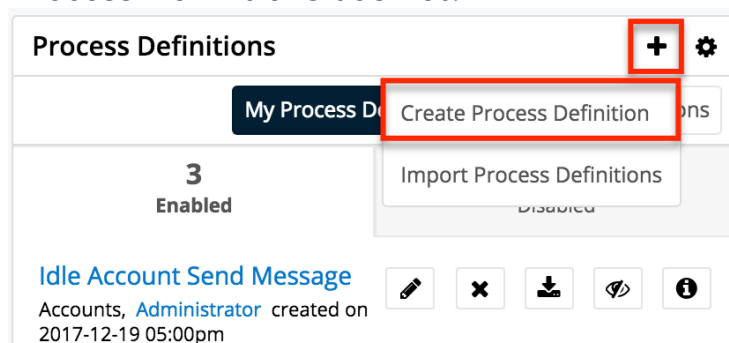 Process Definitions
My Process D
Create Process Definition
ons
Import Process Definitions
3
Enabled
Disabled
Idle Account Send Message
Accounts, Administrator created on
2017-12-19 05:00pm